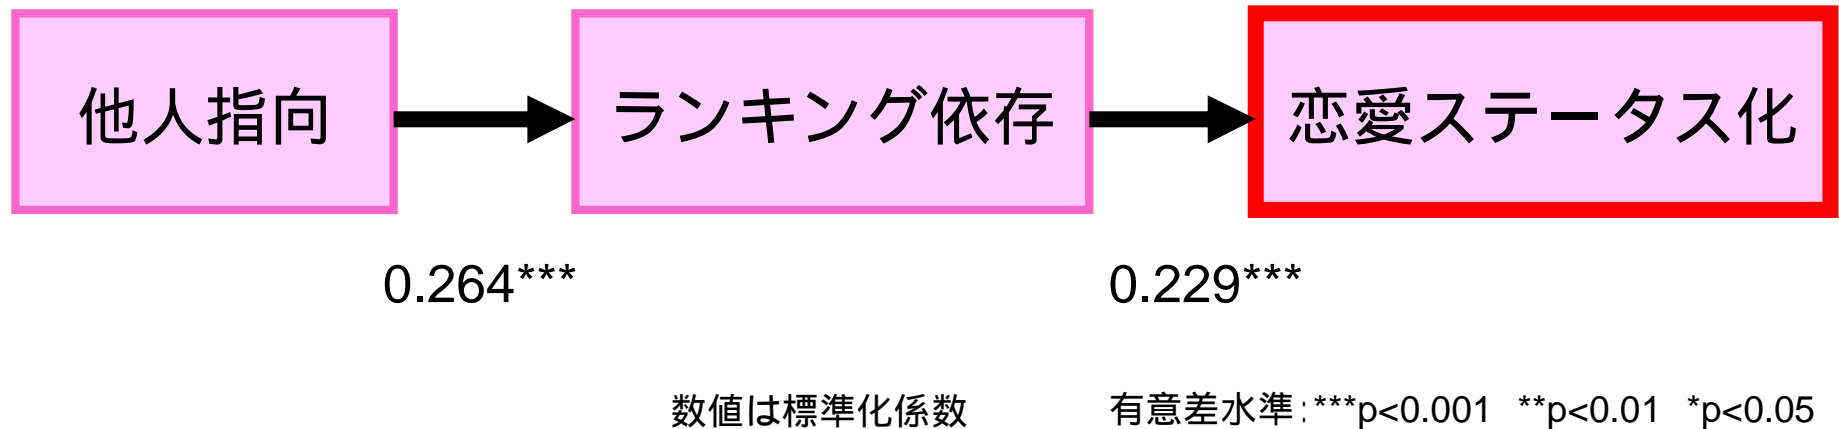 他人指向
ランキング依存
恋愛ステータス化
0.264***
0.229***
数値は標準化係数
有意差水準:***p<0.001 **p<0.01 *p<0.05